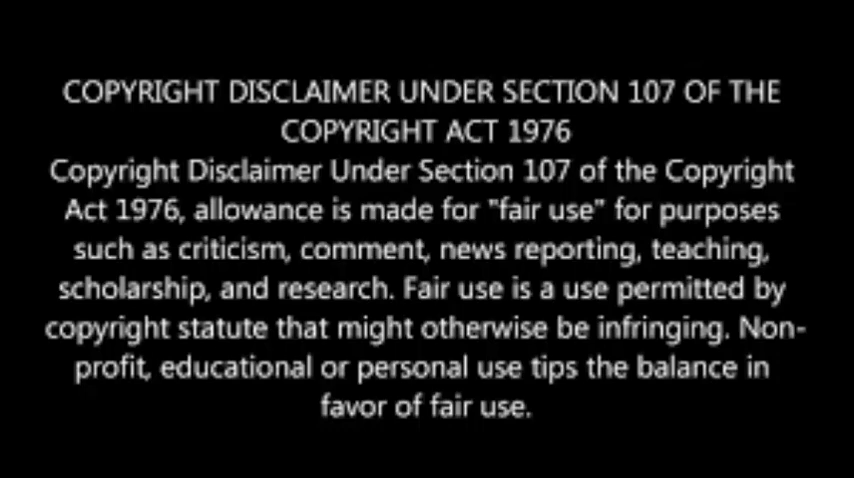 COPYRIGHT DISCLAIMER UNDER SECTION 107 OF THE
COPYRIGHT ACT 1976
Copyright Disclaimer Under Section 107 of the Copyright
Act 1976, allowance is made for "fair use" for purposes
such as criticism, comment, news reporting, teaching,
scholarship, and research. Fair use is a use permitted by
copyright statute that might otherwise be infringing. Non-
profit, educational or personal use tips the balance in
favor of fair use.